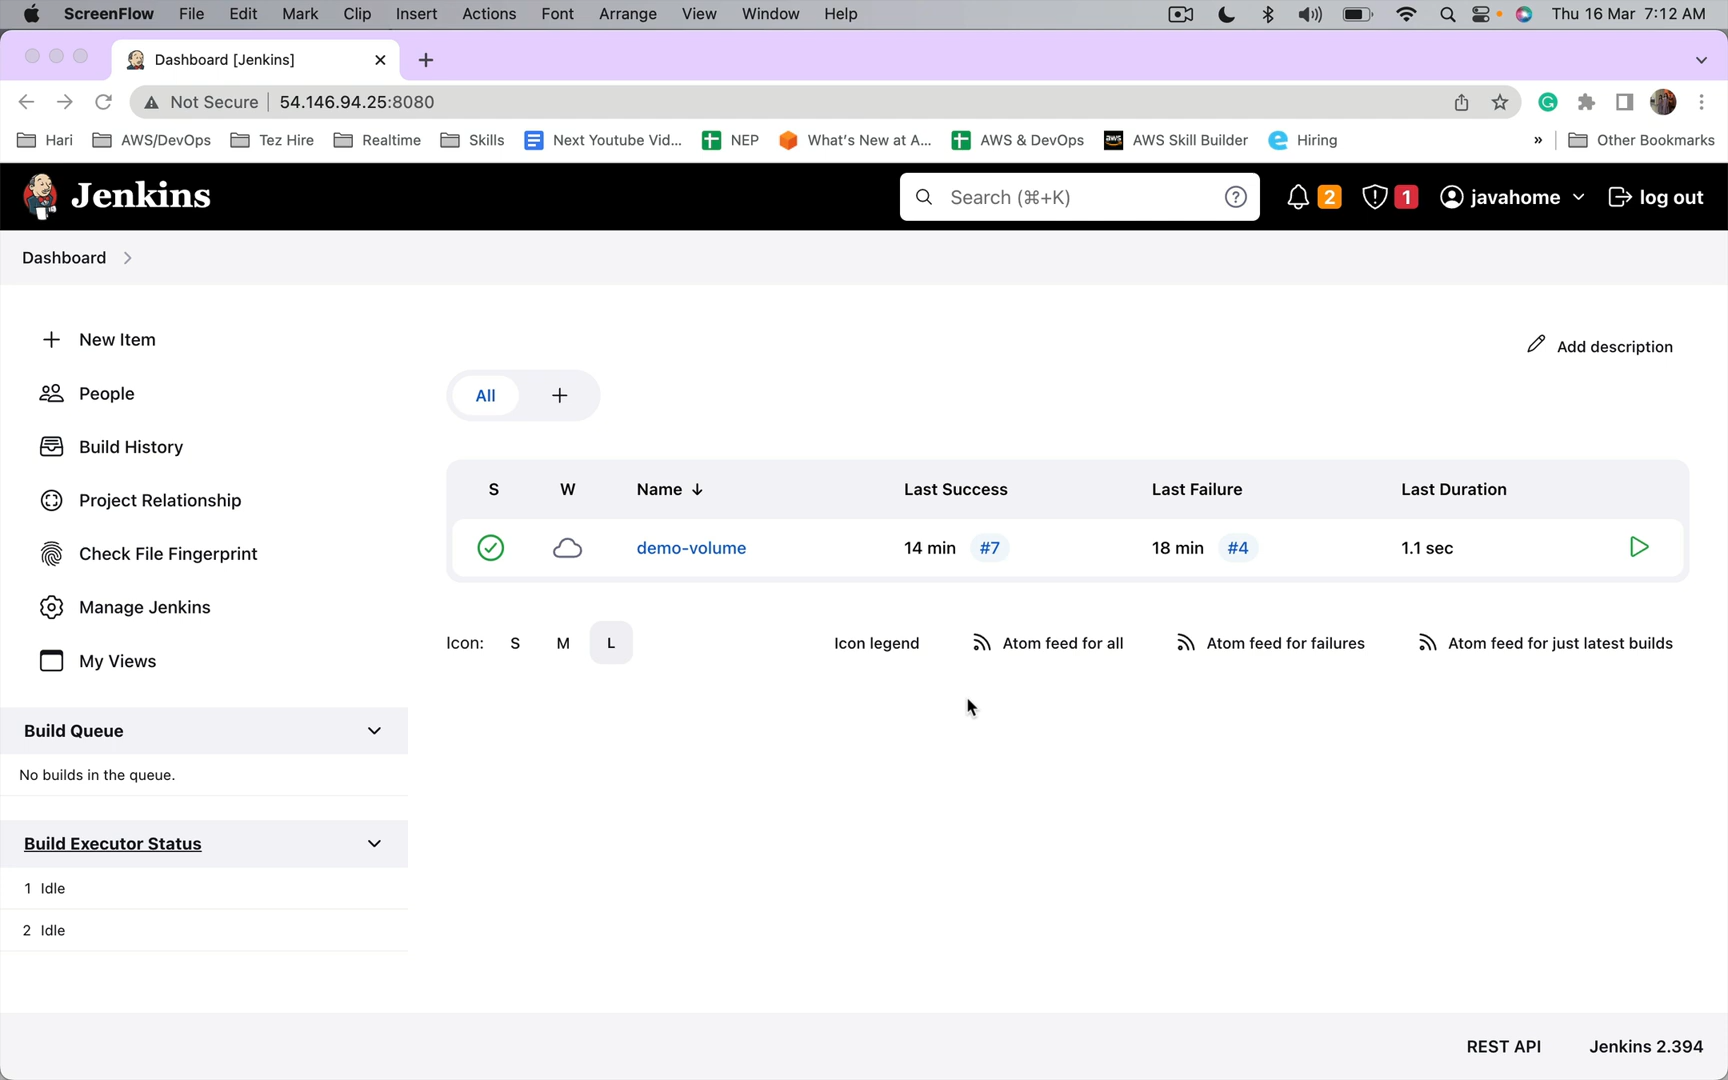 ScreenFlow File Edit Mark Clip Insert Actions Font Arrange View Window Help Thu 16 Mar 7:12 AM
Dashboard [Jenkins]
Not Secure 54.146.94.25:8080
Hari AWS/DevOps Tez Hire Realtime Skills Next Youtube Vid... NEP What's New at A... AWS & DevOps aws AWS Skill Builder Hiring » Other Bookmarks
Jenkins Search (⌘+K) 2 1 javahome log out
Dashboard
New Item
Add description
People
All +
Build History
S W Name ↓ Last Success Last Failure Last Duration
Project Relationship
demo-volume 14 min #7 18 min #4 1.1 sec
Check File Fingerprint
Manage Jenkins
Icon: S M L Icon legend Atom feed for all Atom feed for failures Atom feed for just latest builds
My Views
Build Queue
No builds in the queue.
Build Executor Status
1 Idle
2 Idle
REST API Jenkins 2.394